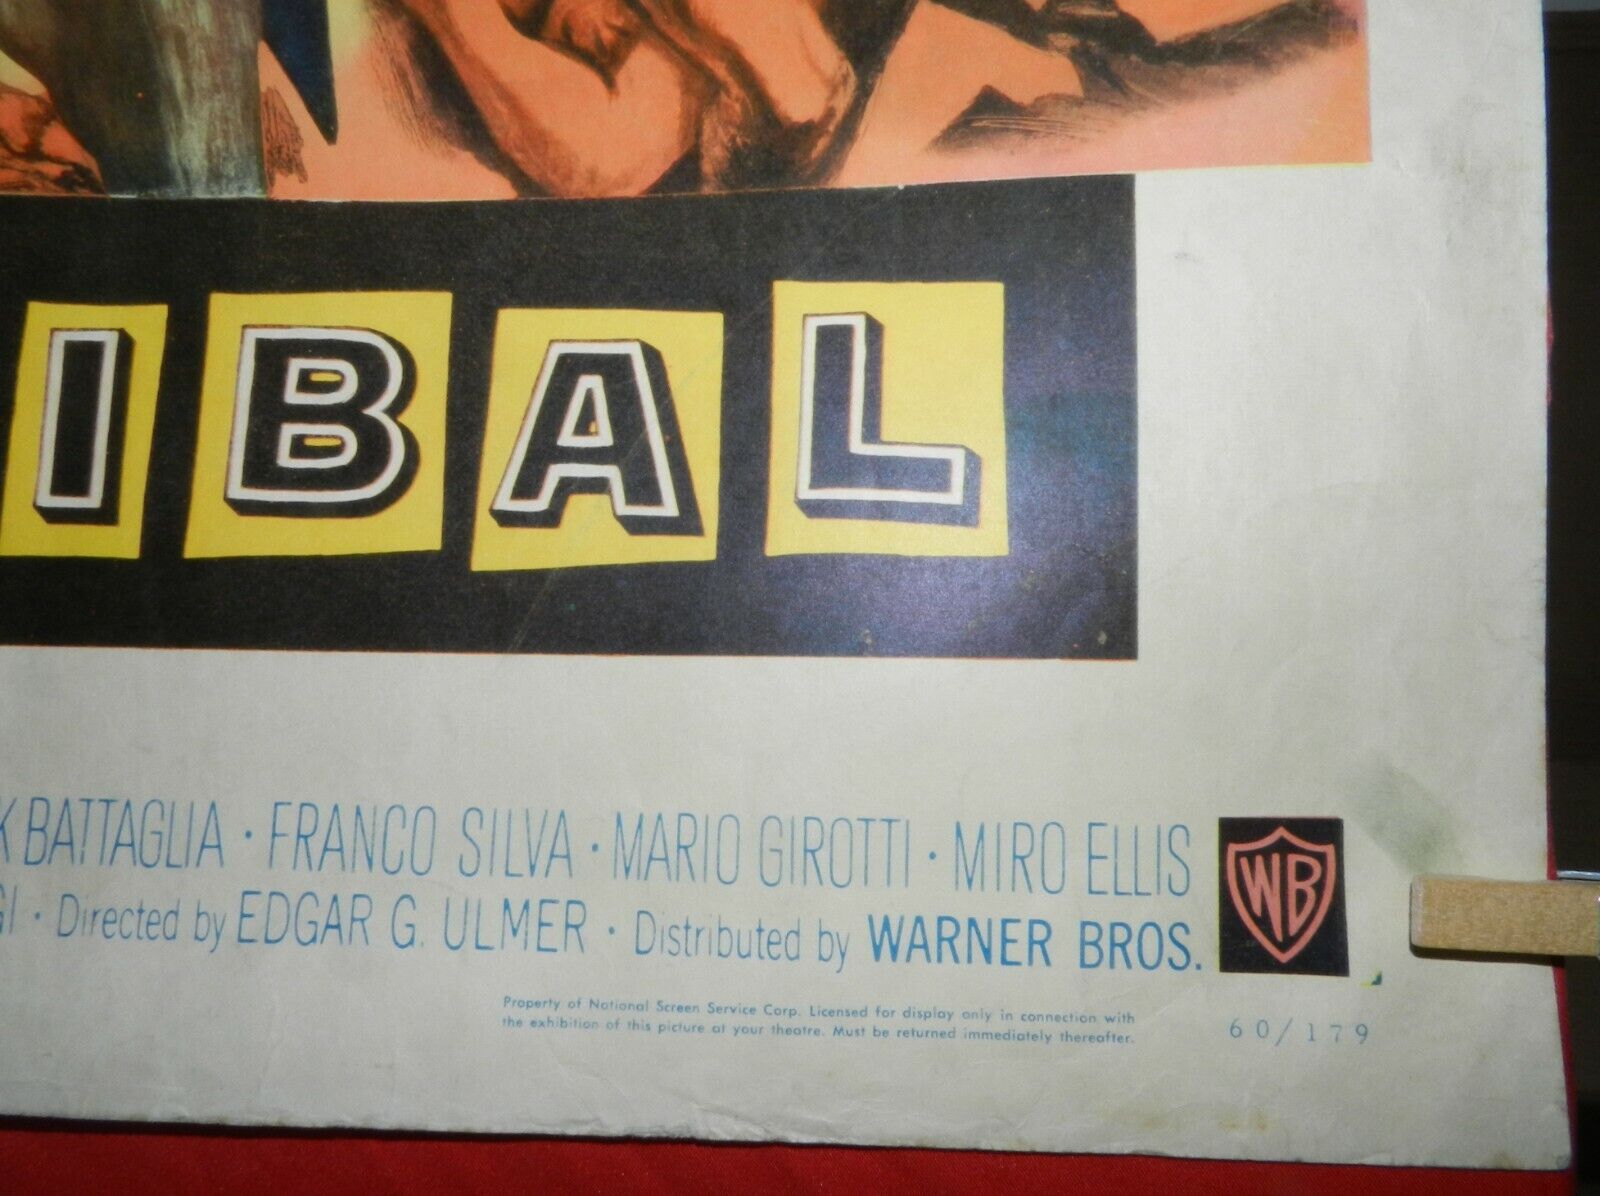 IBAL
K BATTAGLIA · FRANCO SILVA · MARIO GIROTTI · MIRO ELLIS
GI · Directed by EDGAR G. ULMER · Distributed by WARNER BROS.
WB
Property of National Screen Service Corp. Licensed for display only in connection with
the exhibition of this picture at your theatre. Must be returned immediately thereafter.
60/179